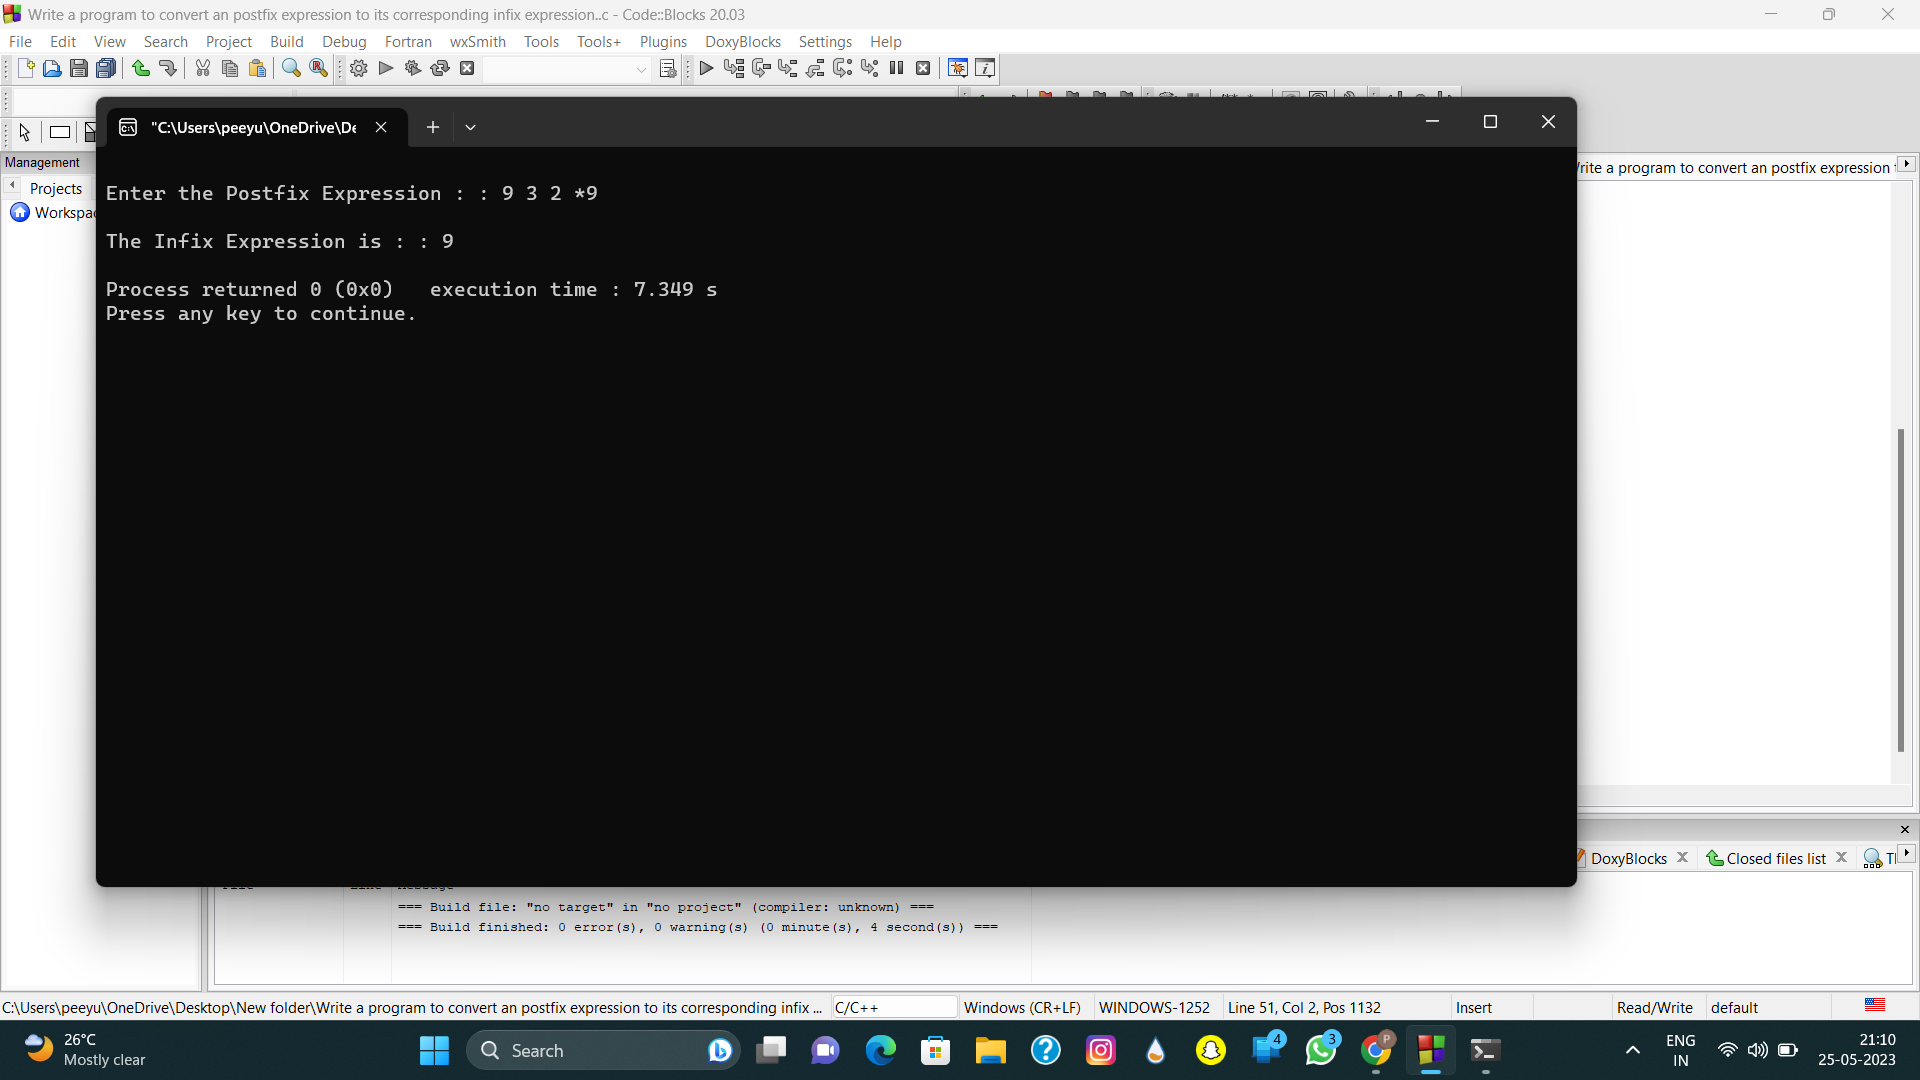 Write a program to convert an postfix expression to its corresponding infix expression..c - Code::Blocks 20.03
File Edit View Search Project Build Debug Fortran wxSmith Tools Tools+ Plugins DoxyBlocks Settings Help
"C:\Users\peeyu\OneDrive\De
Management
Write a program to convert an postfix expression
Projects
Workspa
Enter the Postfix Expression : : 9 3 2 *9
The Infix Expression is : : 9
Process returned 0 (0x0)   execution time : 7.349 s
Press any key to continue.
DoxyBlocks
Closed files list
=== Build file: "no target" in "no project" (compiler: unknown) ===
=== Build finished: 0 error(s), 0 warning(s) (0 minute(s), 4 second(s)) ===
C:\Users\peeyu\OneDrive\Desktop\New folder\Write a program to convert an postfix expression to its corresponding infix ... C/C++ Windows (CR+LF) WINDOWS-1252 Line 51, Col 2, Pos 1132 Insert Read/Write default
26°C
Mostly clear
Search
4
3
P
ENG
IN
21:10
25-05-2023